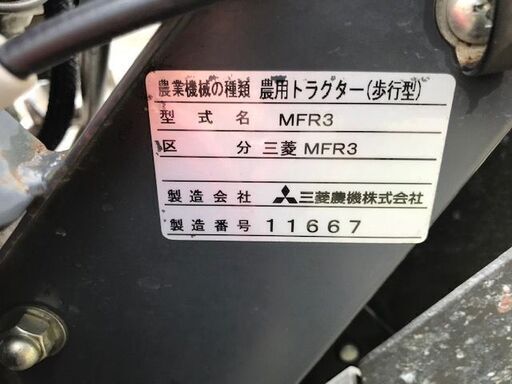 農業機械の種類 農用トラクター(歩行型)
型式名 MFR3
区分 三菱 MFR3
製造会社 三菱農機株式会社
製造番号 11667